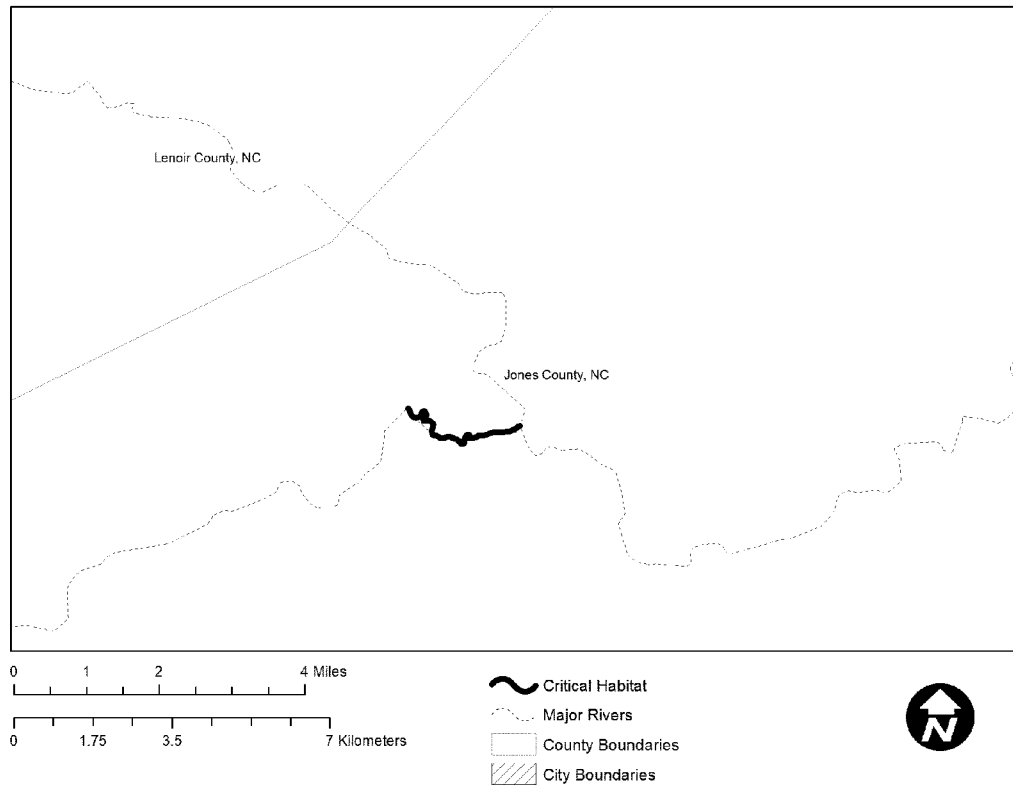 Lenoir County, NC
Jones County, NC
0 1 2 4 Miles
0 1.75 3.5 7 Kilometers
Critical Habitat
Major Rivers
County Boundaries
City Boundaries
N